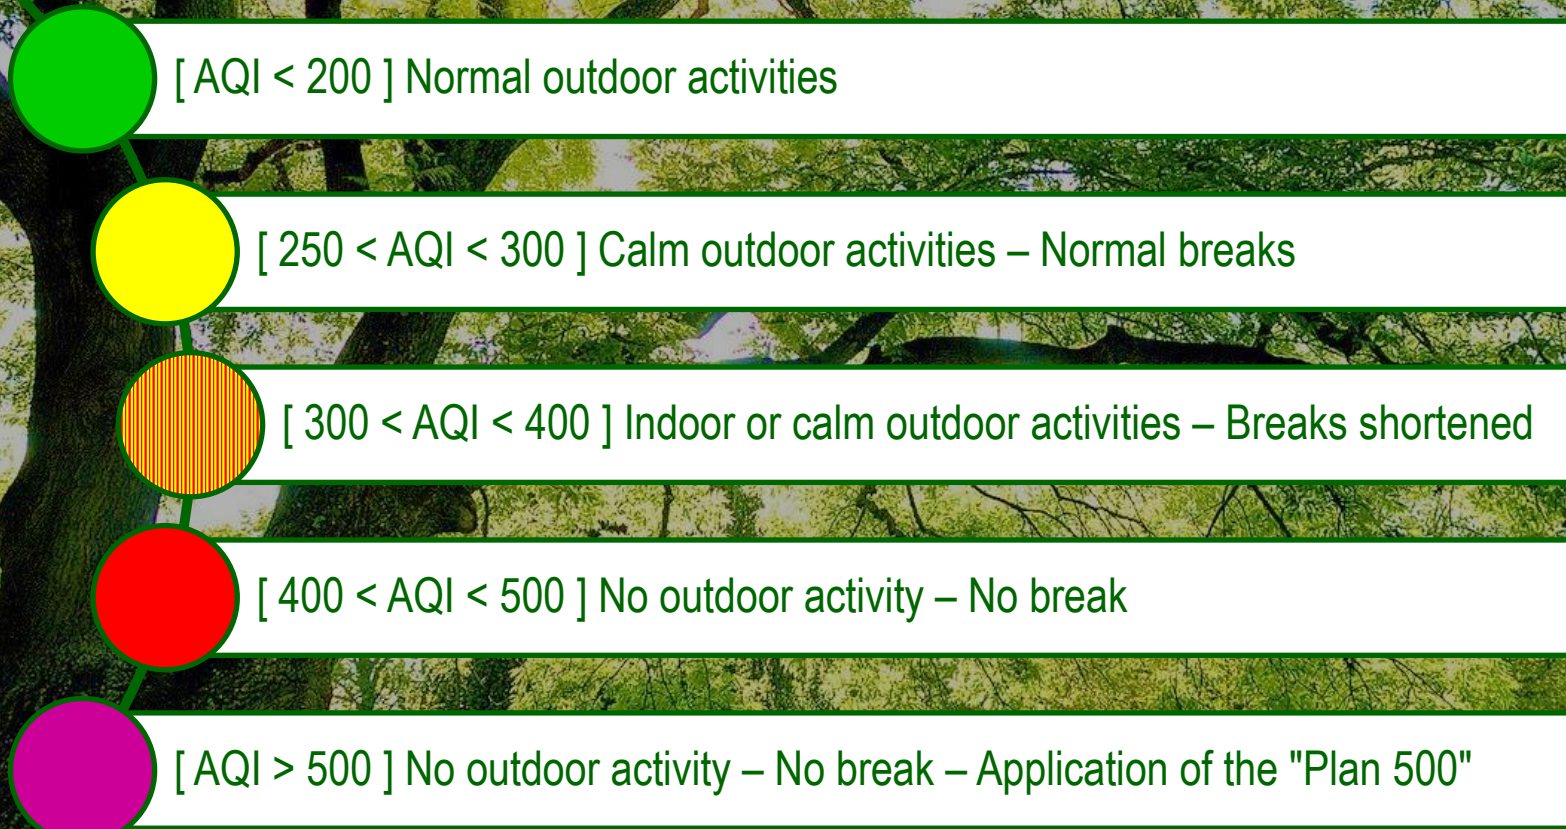 [ AQI < 200 ] Normal outdoor activities
[ 250 < AQI < 300 ] Calm outdoor activities – Normal breaks
[ 300 < AQI < 400 ] Indoor or calm outdoor activities – Breaks shortened
[ 400 < AQI < 500 ] No outdoor activity – No break
[ AQI > 500 ] No outdoor activity – No break – Application of the "Plan 500"